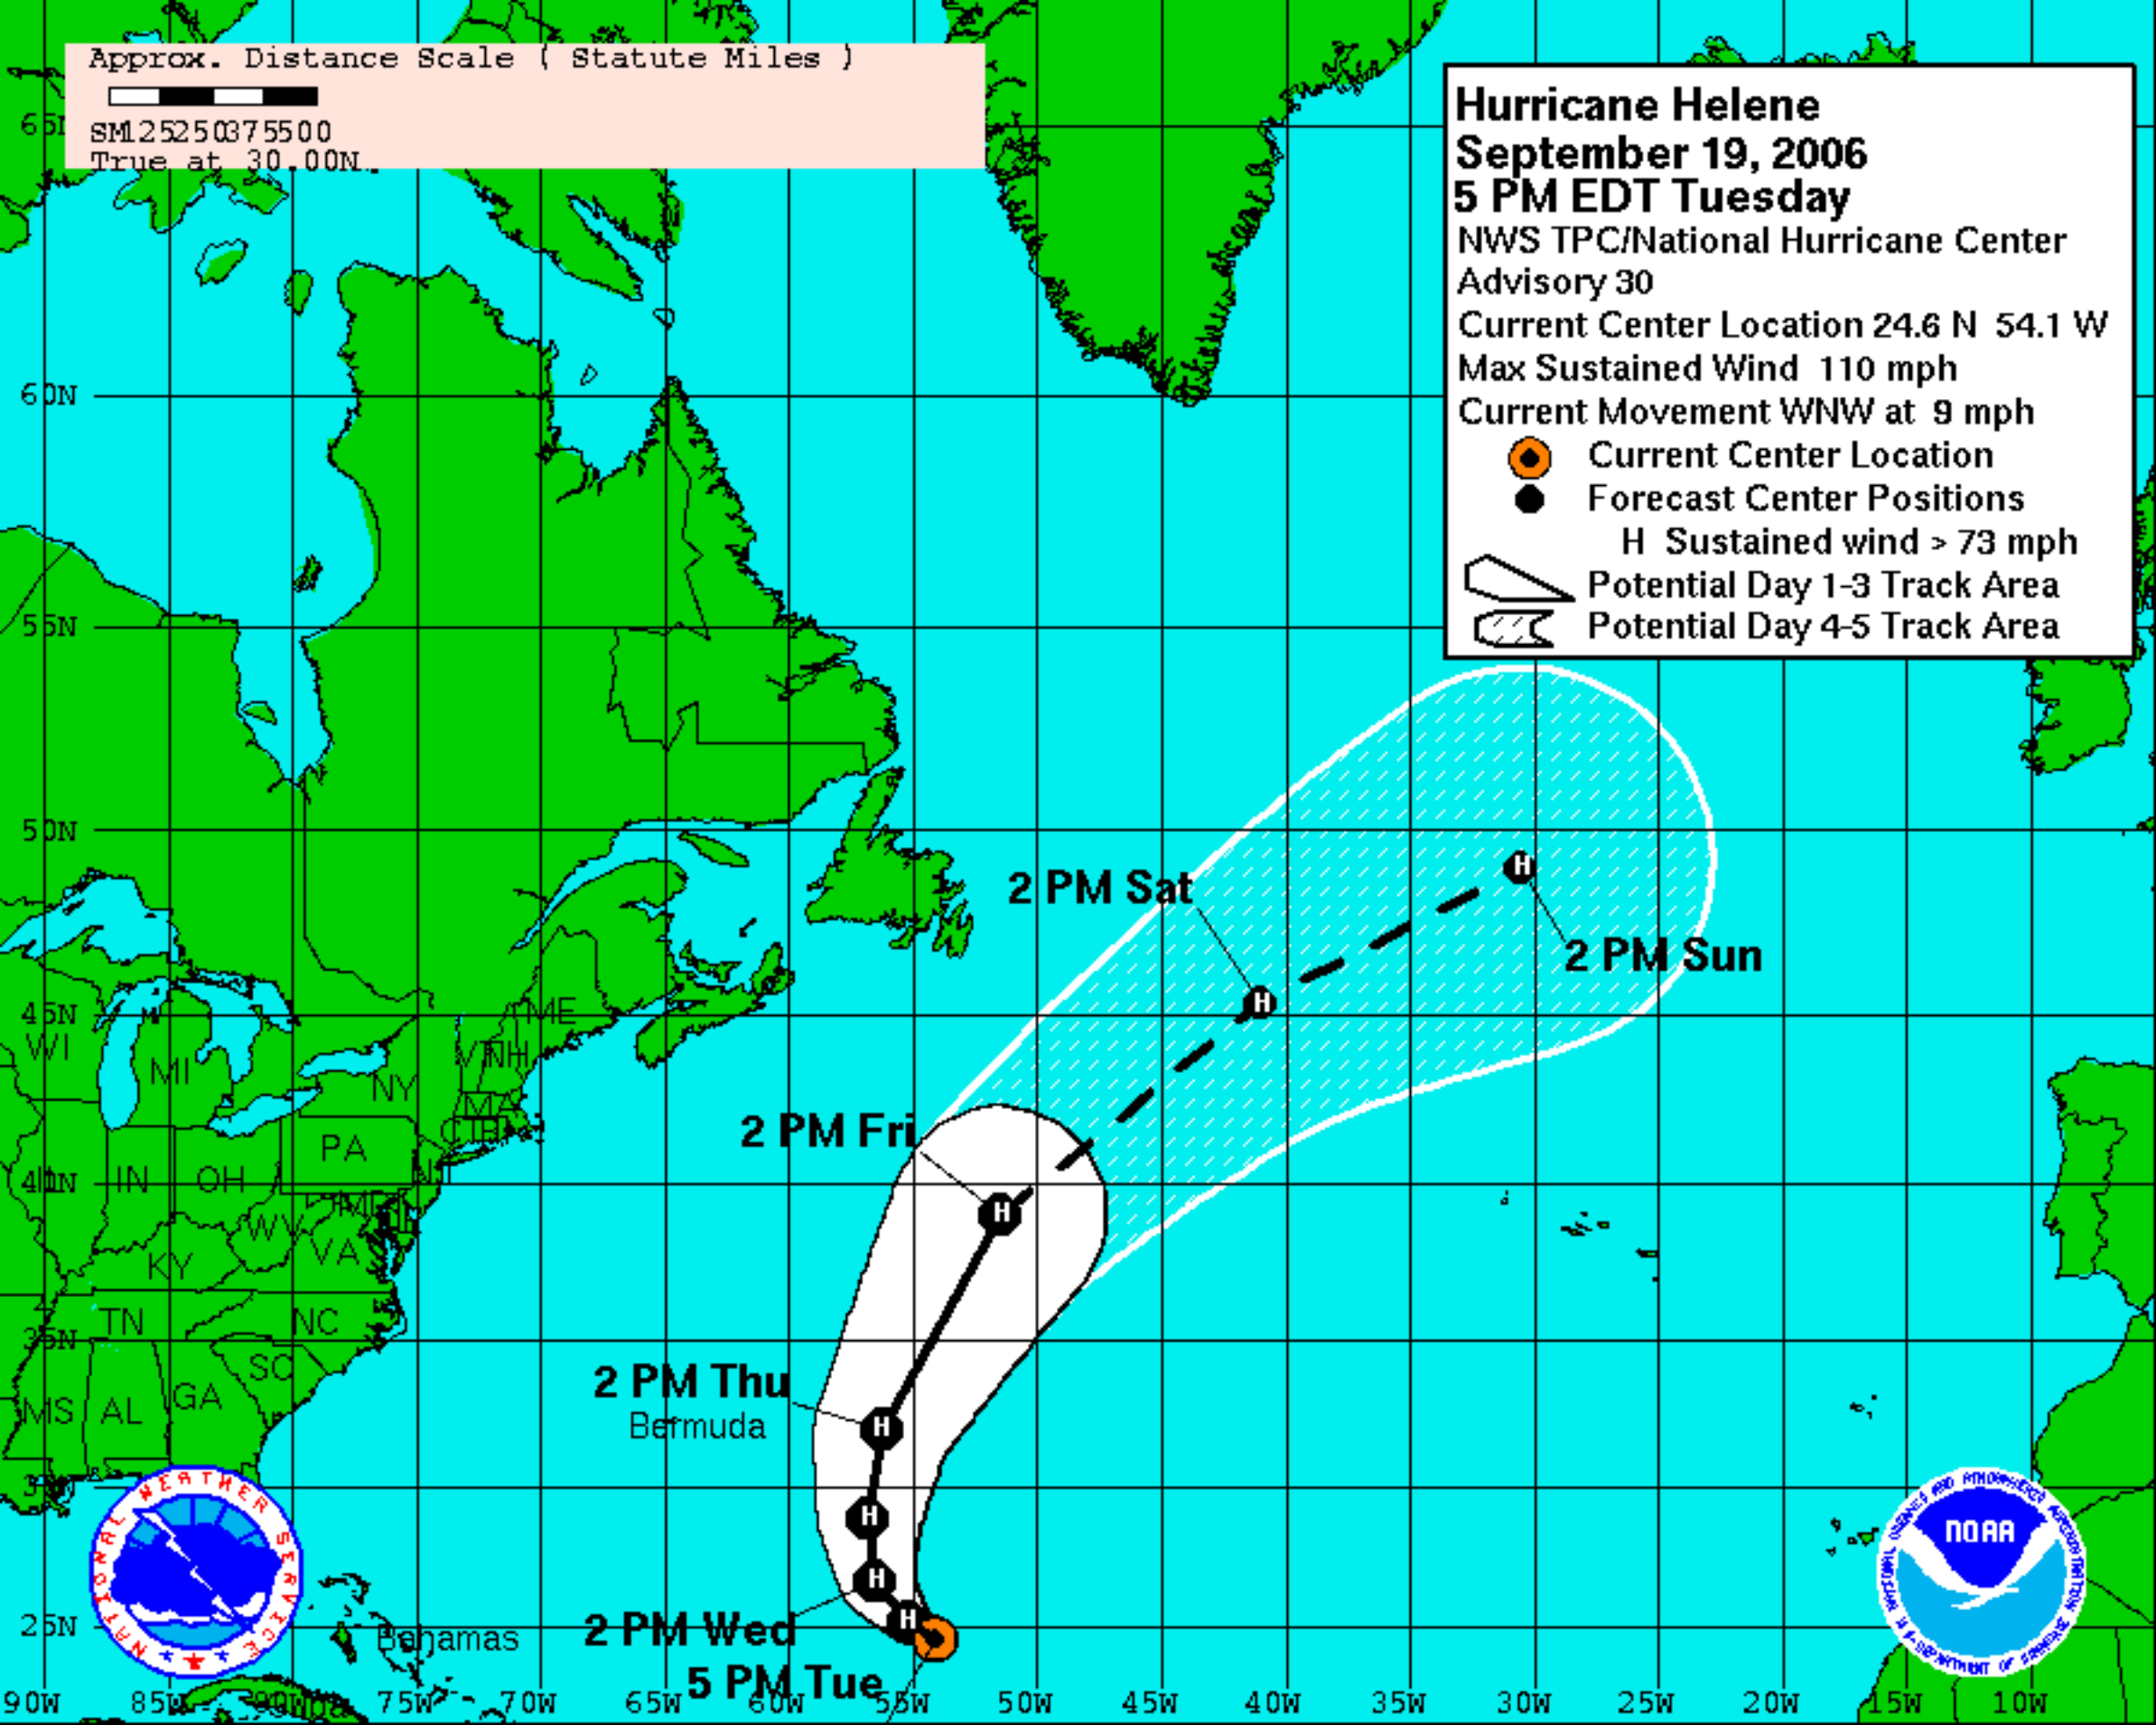 Approx. Distance Scale ( Statute Miles )
SM125250375500
True at 30.00N
Hurricane Helene
September 19, 2006
5 PM EDT Tuesday
NWS TPC/National Hurricane Center
Advisory 30
Current Center Location 24.6 N 54.1 W
Max Sustained Wind 110 mph
Current Movement WNW at 9 mph
Current Center Location
Forecast Center Positions
H Sustained wind > 73 mph
Potential Day 1-3 Track Area
Potential Day 4-5 Track Area
65N
60N
55N
50N
45N
40N
35N
25N
2 PM Sat
H
2 PM Sun
H
ME
WI
MI
VT
NH
NY
MA
2 PM Fri
PA
IN
OH
H
WV
VA
KY
TN
NC
SC
2 PM Thu
MS
AL
GA
Bermuda
H
H
H
H
NATIONAL WEATHER SERVICE
NOAA
2 PM Wed
Bahamas
5 PM Tue
90W
85W
75W
70W
65W
60W
55W
50W
45W
40W
35W
30W
25W
20W
15W
10W